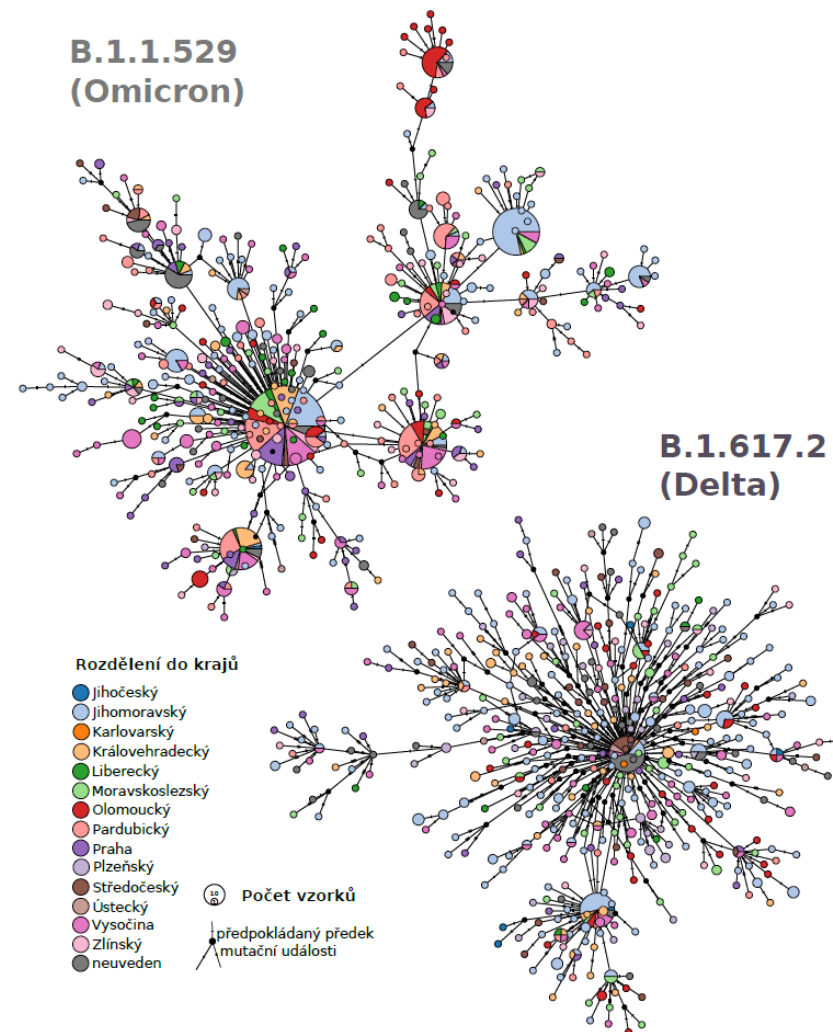 B.1.1.529
(Omicron)
B.1.617.2
(Delta)
Rozdělení do krajů
Jihočeský
Jihomoravský
Karlovarský
Královehradecký
Liberecký
Moravskoslezský
Olomoucký
Pardubický
Praha
Plzeňský
Středočeský
Ústecký
Vysočina
Zlínský
neuveden
10
Počet vzorků
předpokládaný předek
mutační události